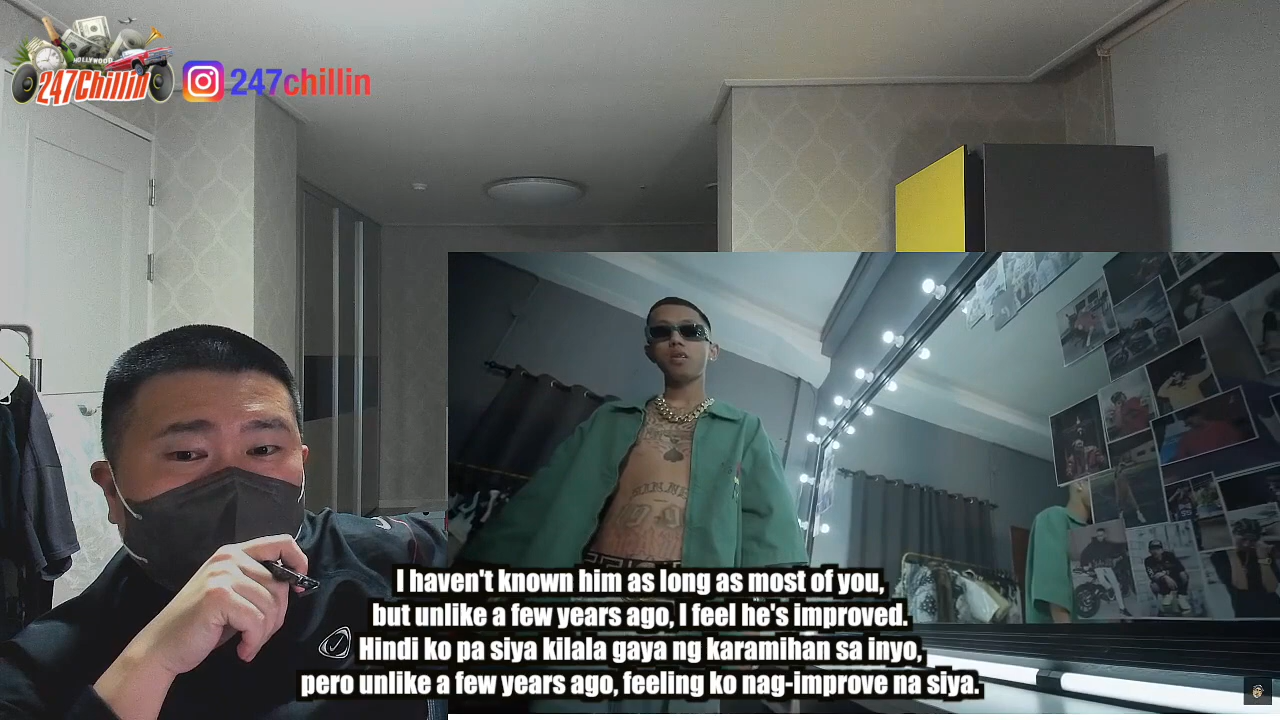 HOLLYWOOD
247Chillin
247chillin
I haven't known him as long as most of you,
but unlike a few years ago, I feel he's improved.
Hindi ko pa siya kilala gaya ng karamihan sa inyo,
pero unlike a few years ago, feeling ko nag-improve na siya.